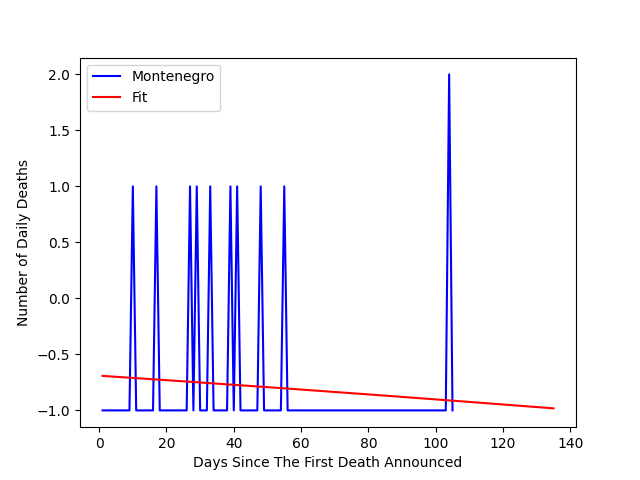 Montenegro
Fit
2.0
1.5
1.0
0.5
0.0
−0.5
−1.0
Number of Daily Deaths
0 20 40 60 80 100 120 140
Days Since The First Death Announced